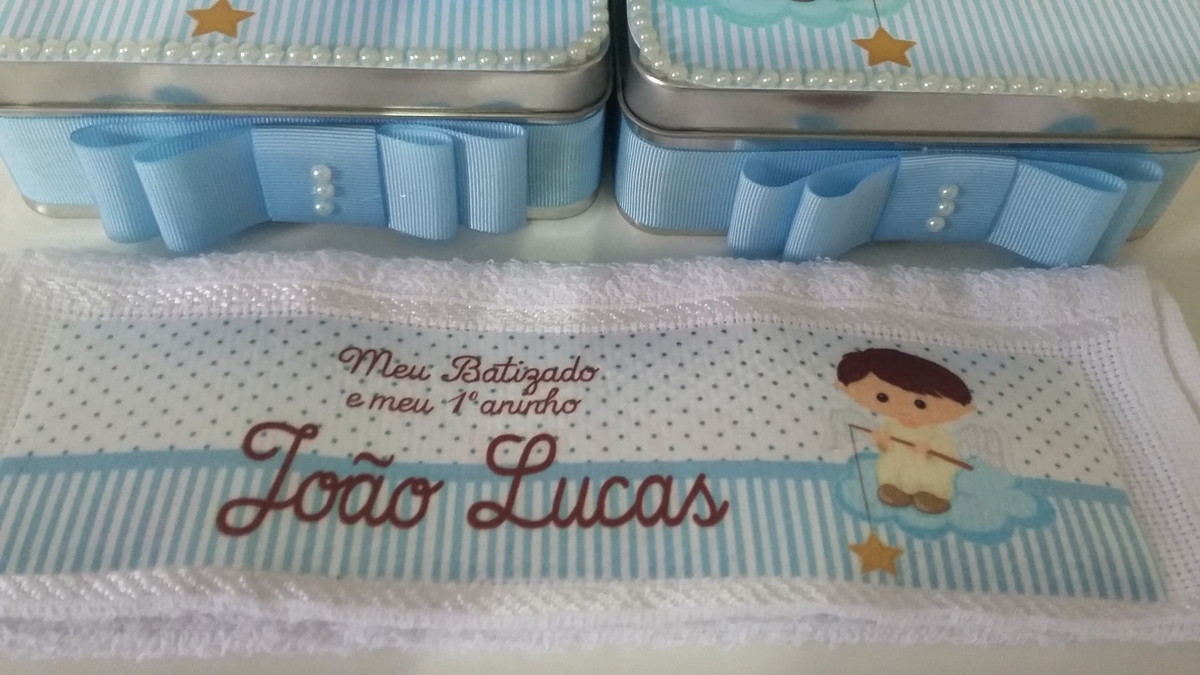 Meu Batizado
e meu 1º aninho
João Lucas